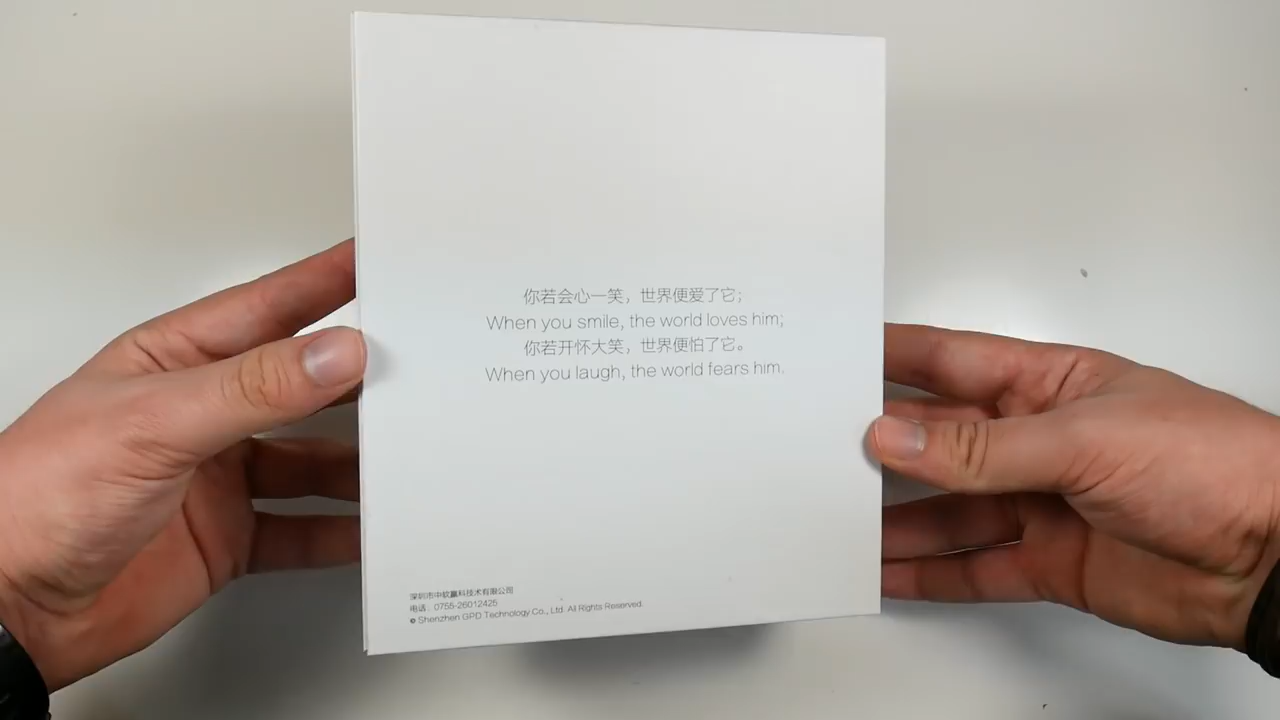 你若会心一笑，世界便爱了它；
When you smile, the world loves him;
你若开怀大笑，世界便怕了它。
When you laugh, the world fears him.
深圳市中软赢科技术有限公司
电话：0755-26012425
© Shenzhen GPD Technology Co., Ltd. All Rights Reserved.